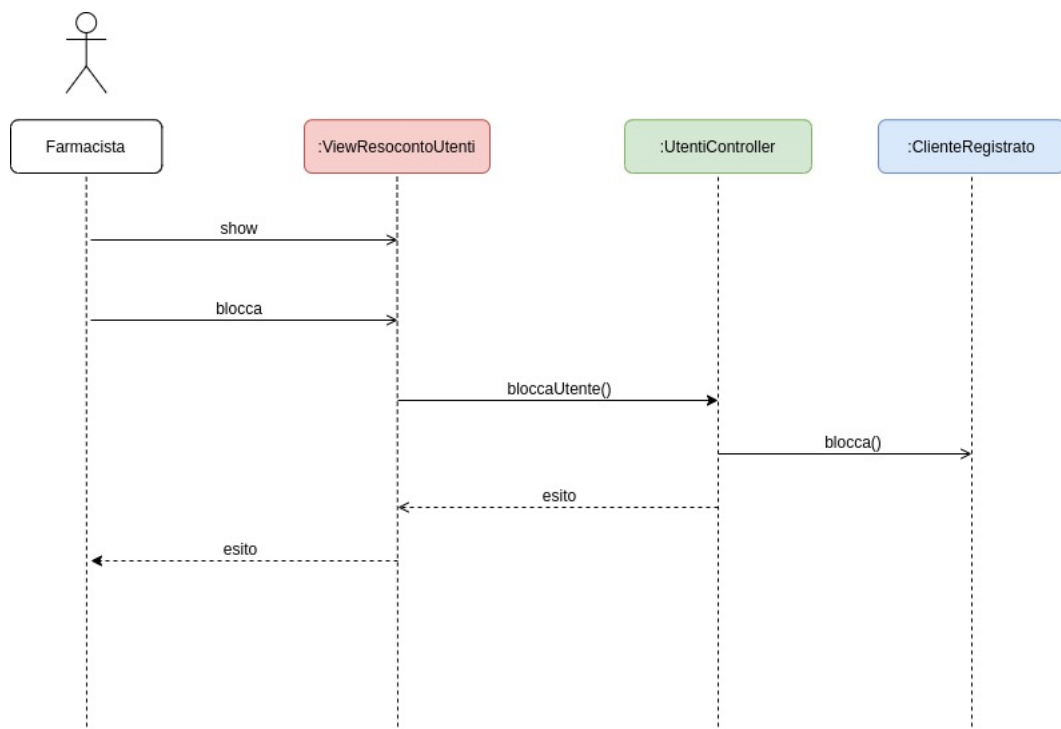 Farmacista
:ViewResocontoUtenti
:UtentiController
:ClienteRegistrato
show
blocca
bloccaUtente()
blocca()
esito
esito